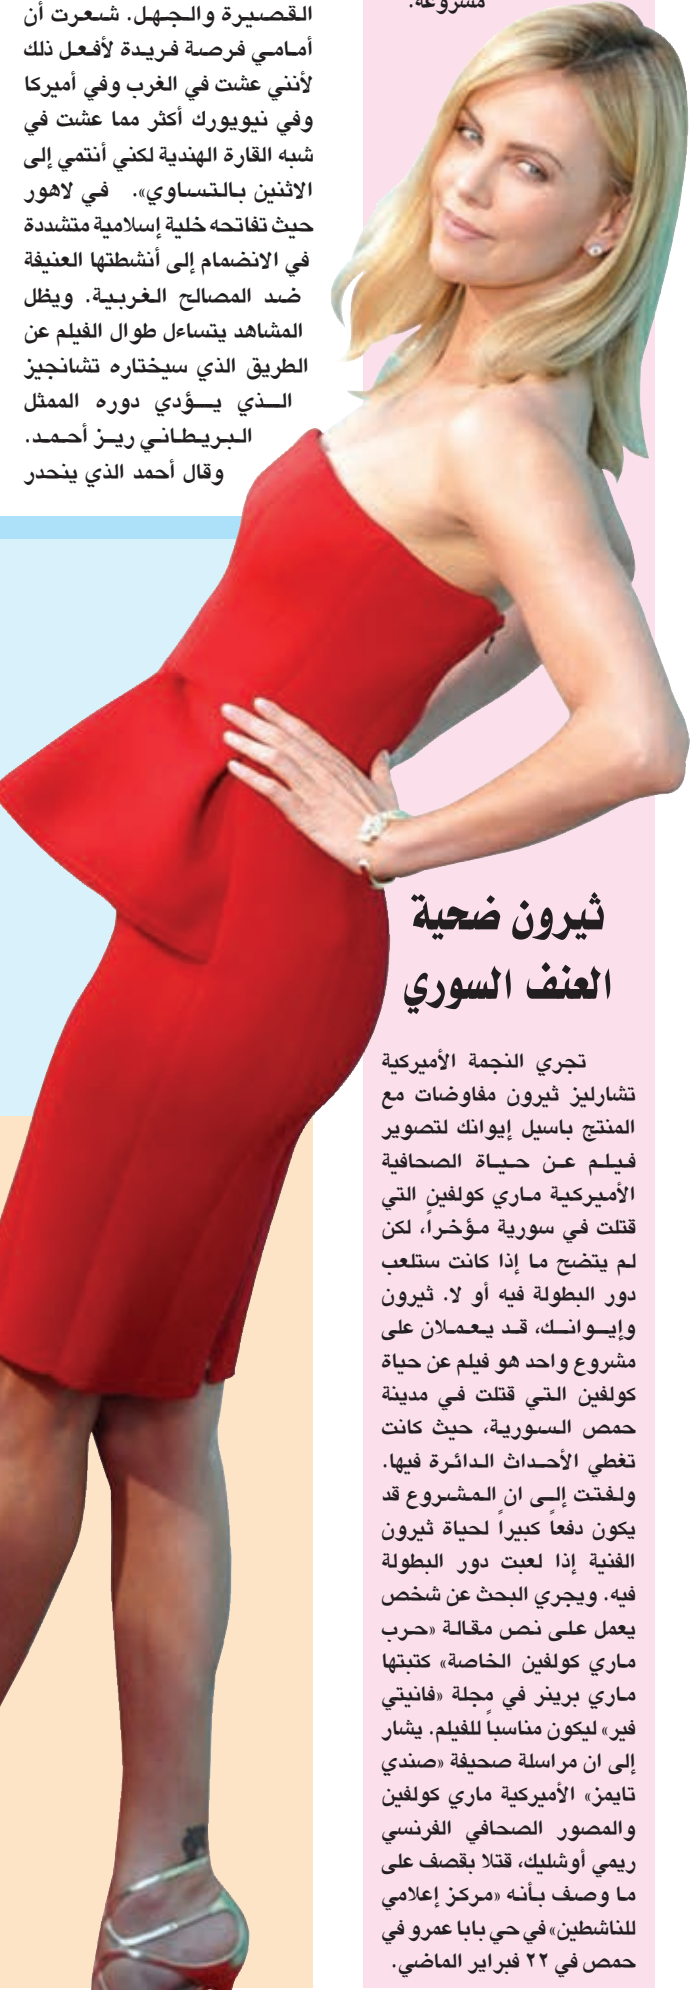 مشروعه.
ثيرون ضحية
العنف السوري
تجري النجمة الأميركية
تشارليز ثيرون مفاوضات مع
المنتج باسيل إيوانك لتصوير
فيلم عن حياة الصحافية
الأميركية ماري كولفين التي
قتلت في سورية مؤخراً، لكن
لم يتضح ما إذا كانت ستلعب
دور البطولة فيه أو لا. ثيرون
وإيوانك، قد يعملان على
مشروع واحد هو فيلم عن حياة
كولفين التي قتلت في مدينة
حمص السورية، حيث كانت
تغطي الأحداث الدائرة فيها.
ولفتت إلى ان المشروع قد
يكون دفعاً كبيراً لحياة ثيرون
الفنية إذا لعبت دور البطولة
فيه. ويجري البحث عن شخص
يعمل على نص مقالة «حرب
ماري كولفين الخاصة» كتبتها
ماري برينر في مجلة «فانيتي
فير» ليكون مناسباً للفيلم. يشار
إلى ان مراسلة صحيفة «صندي
تايمز» الأميركية ماري كولفين
والمصور الصحافي الفرنسي
ريمي أوشليك، قتلا بقصف على
ما وصف بأنه «مركز إعلامي
للناشطين» في حي بابا عمرو في
حمص في ٢٢ فبراير الماضي.
القصيرة والجهل. شعرت أن
أمامي فرصة فريدة لأفعل ذلك
لأنني عشت في الغرب وفي أميركا
وفي نيويورك أكثر مما عشت في
شبه القارة الهندية لكني أنتمي إلى
الاثنين بالتساوي». في لاهور
حيث تفاتحه خلية إسلامية متشددة
في الانضمام إلى أنشطتها العنيفة
ضد المصالح الغربية. ويظل
المشاهد يتساءل طوال الفيلم عن
الطريق الذي سيختاره تشانجيز
الذي يؤدي دوره الممثل
البريطاني ريز أحمد.
وقال أحمد الذي ينحدر